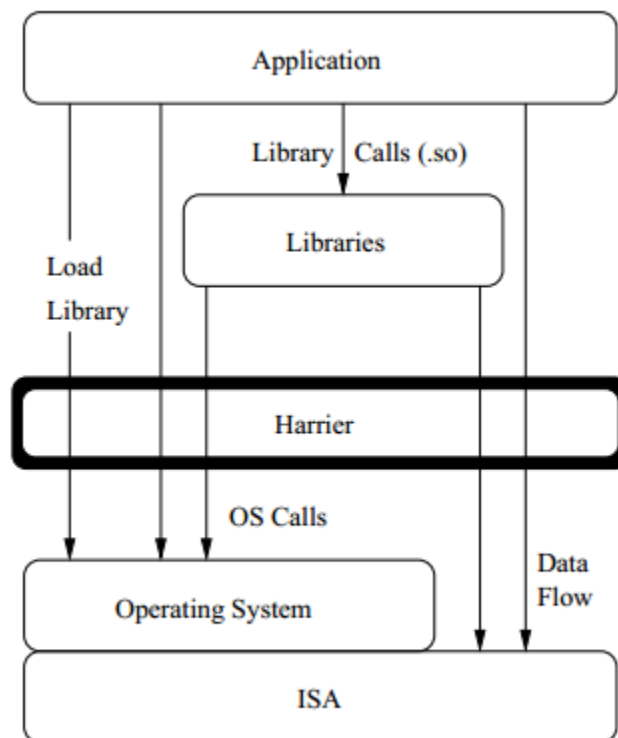 Application
Library Calls (.so)
Libraries
Load
Library
Harrier
OS Calls
Data
Flow
Operating System
ISA